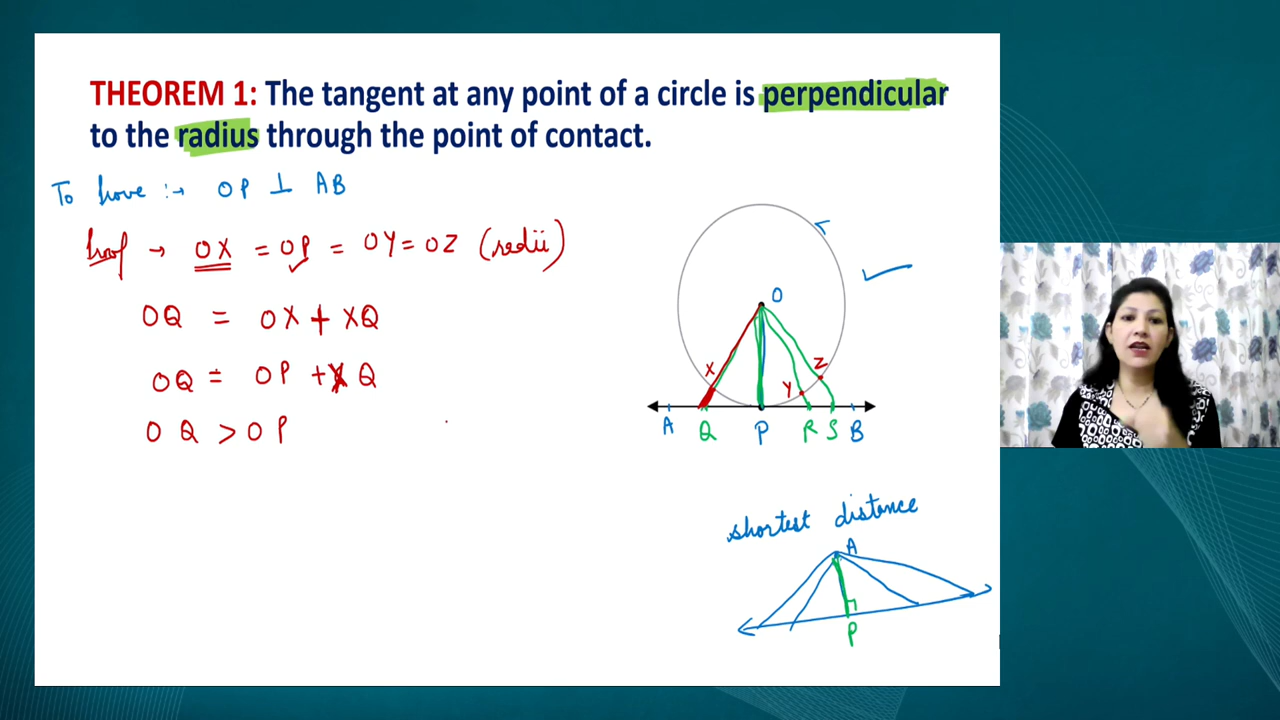 THEOREM 1: The tangent at any point of a circle is perpendicular
to the radius through the point of contact.
To prove :→ OP ⊥ AB
Proof → OX = OP = OY = OZ (redii)
OQ = OX + XQ
OQ = OP + XQ
OQ > OP
O
X
Z
Y
A Q P R S B
shortest distance
A
P